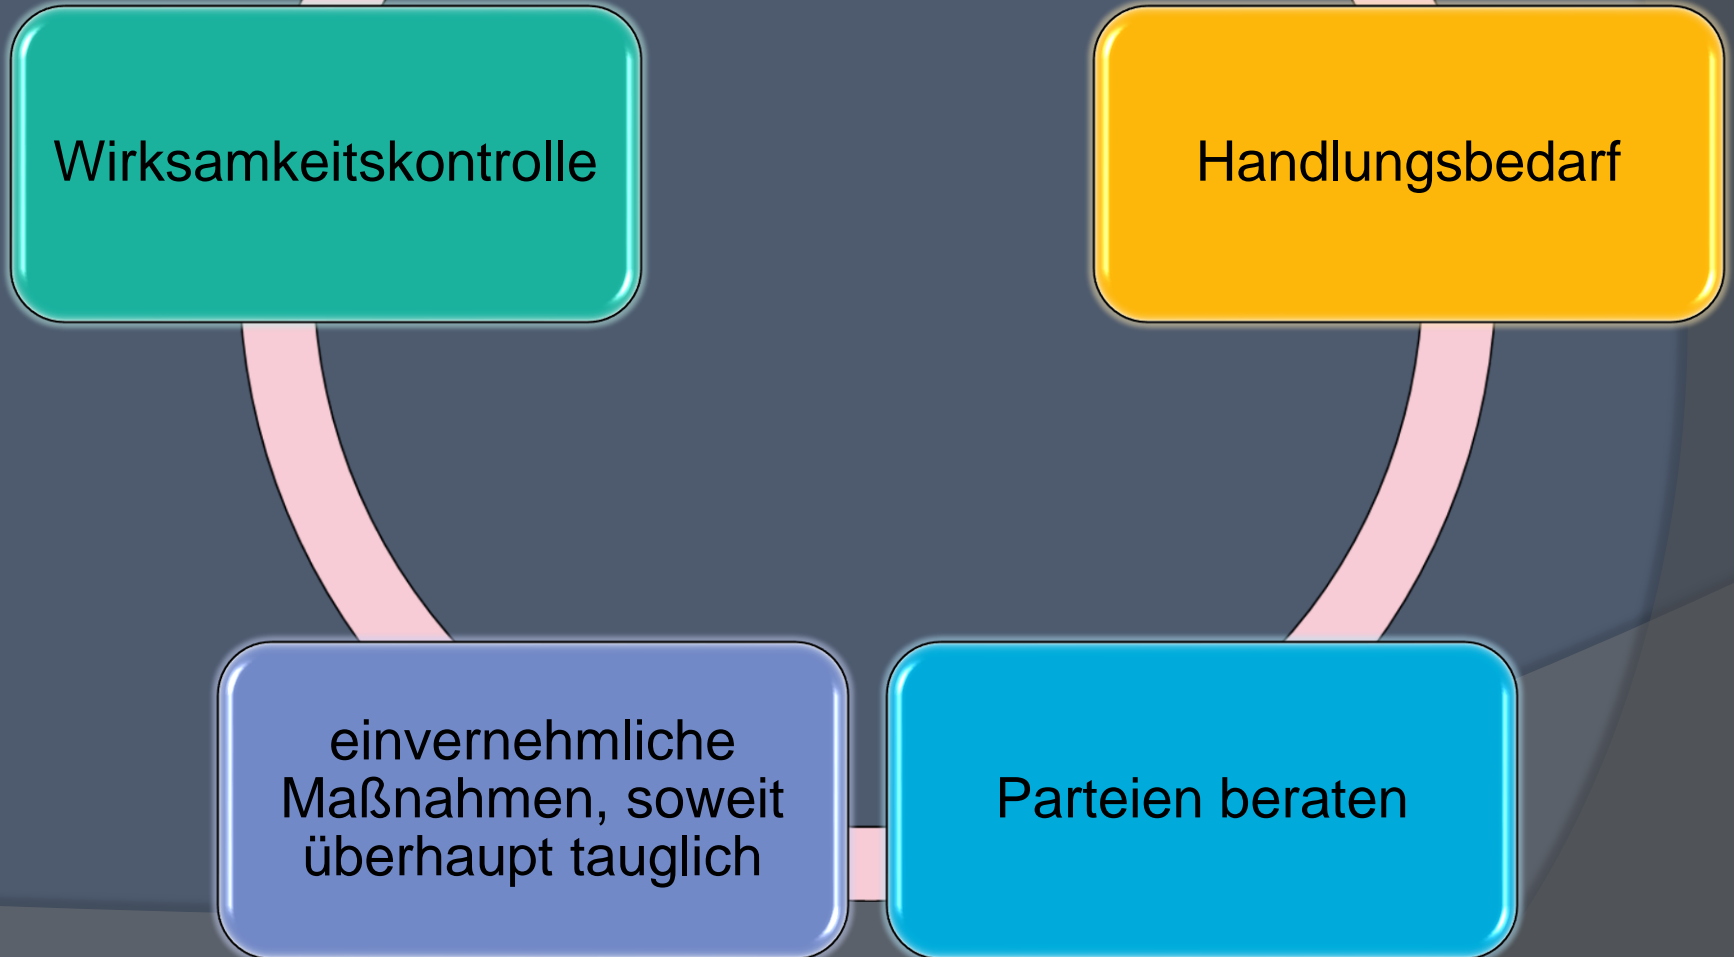 Wirksamkeitskontrolle
Handlungsbedarf
einvernehmliche
Maßnahmen, soweit
überhaupt tauglich
Parteien beraten